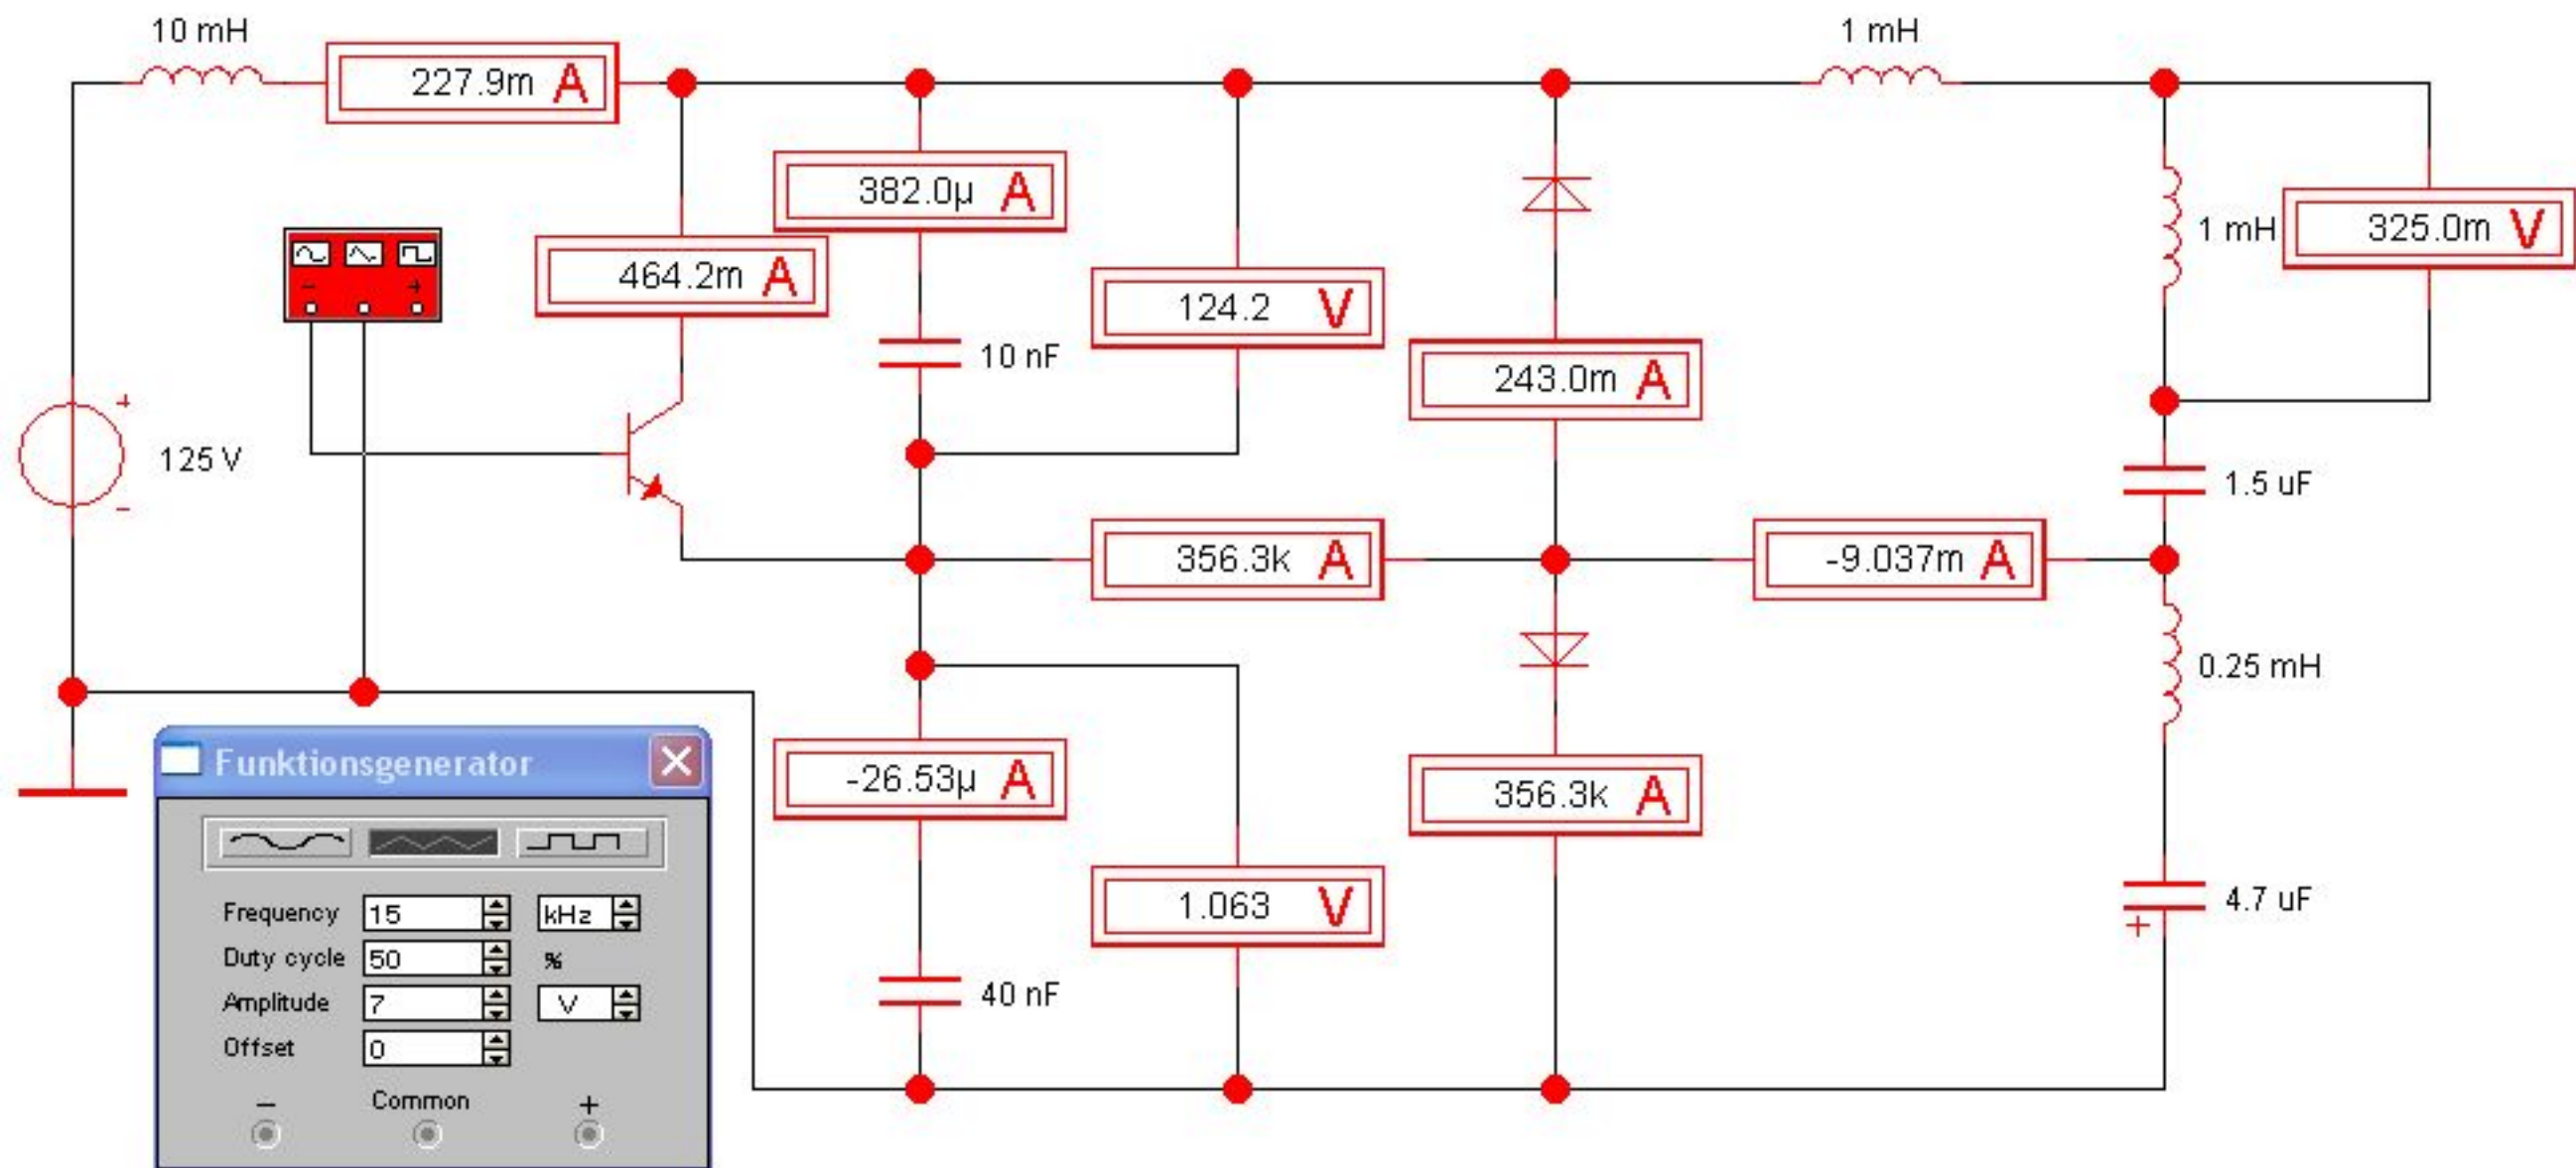 10 mH
1 mH
227.9m A
382.0µ A
1 mH
325.0m V
464.2m A
- +
124.2 V
10 nF
243.0m A
+
125 V
-
1.5 uF
356.3k A
-9.037m A
0.25 mH
Funktionsgenerator
-26.53µ A
356.3k A
Frequency 15 kHz
1.063 V
4.7 uF
+
Duty cycle 50 %
Amplitude 7 V
40 nF
Offset 0
- Common +